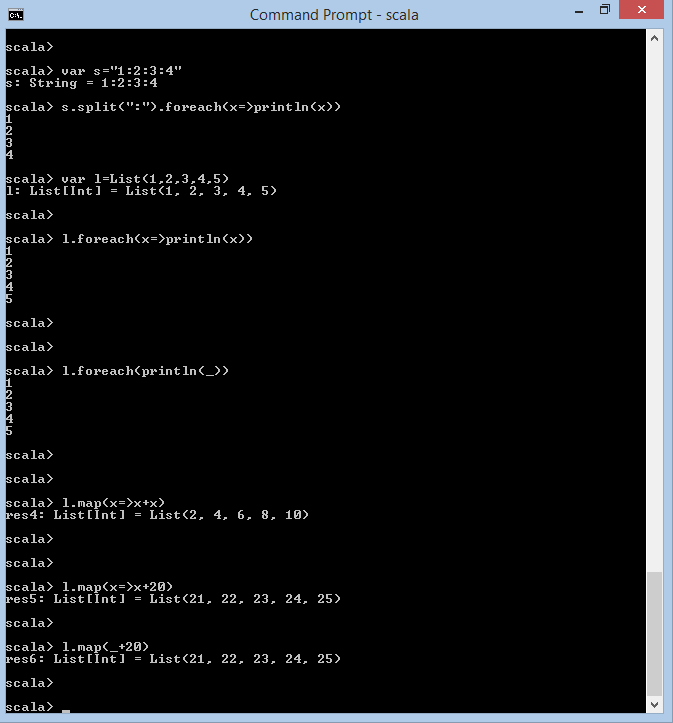 Command Prompt - scala
scala>
scala> var s="1:2:3:4"
s: String = 1:2:3:4
scala> s.split(":").foreach(x=>println(x))
1
2
3
4
scala> var l=List(1,2,3,4,5)
l: List[Int] = List(1, 2, 3, 4, 5)
scala>
scala> l.foreach(x=>println(x))
1
2
3
4
5
scala>
scala>
scala> l.foreach(println(_))
1
2
3
4
5
scala>
scala>
scala> l.map(x=>x+x)
res4: List[Int] = List(2, 4, 6, 8, 10)
scala>
scala>
scala> l.map(x=>x+20)
res5: List[Int] = List(21, 22, 23, 24, 25)
scala>
scala> l.map(_+20)
res6: List[Int] = List(21, 22, 23, 24, 25)
scala>
scala> _